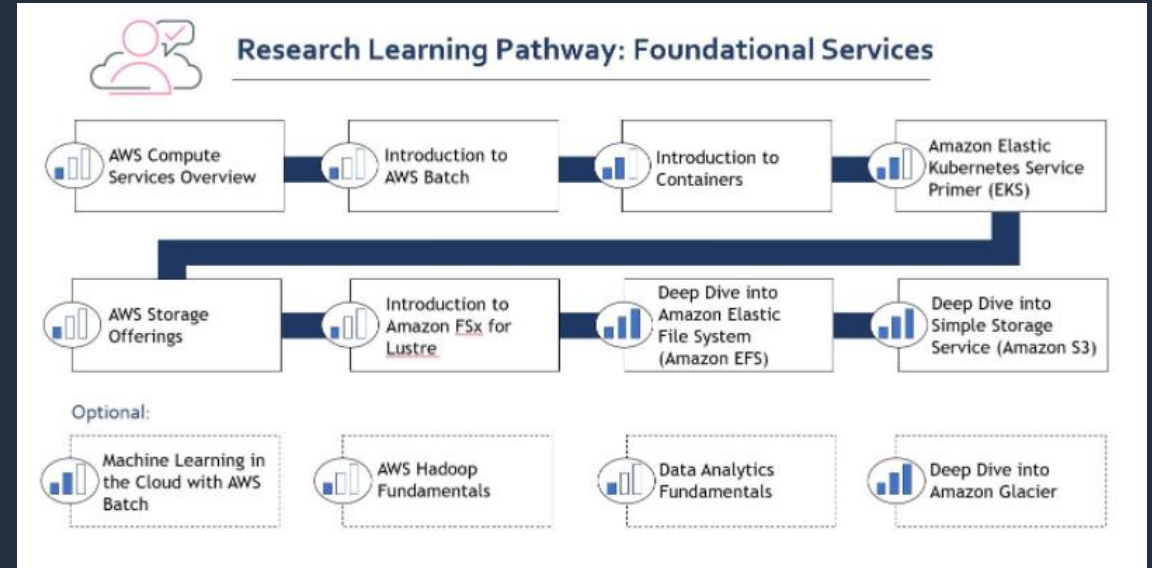 Research Learning Pathway: Foundational Services
AWS Compute
Services Overview
Introduction to
AWS Batch
Introduction to
Containers
Amazon Elastic
Kubernetes Service
Primer (EKS)
AWS Storage
Offerings
Introduction to
Amazon FSx for
Lustre
Deep Dive into
Amazon Elastic
File System
(Amazon EFS)
Deep Dive into
Simple Storage
Service (Amazon S3)
Optional:
Machine Learning in
the Cloud with AWS
Batch
AWS Hadoop
Fundamentals
Data Analytics
Fundamentals
Deep Dive into
Amazon Glacier